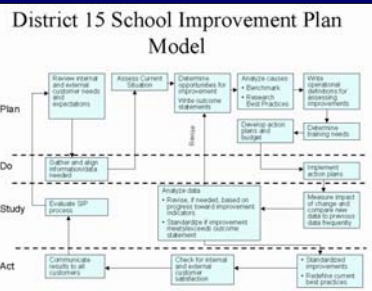 District 15 School Improvement Plan
Model
Plan
Review internal
and external
customer needs
and
expectations
Assess Current
Situation
Determine
opportunities for
improvement
Write outcome
statements
Analyze causes
• Benchmark
• Research
Best Practices
Write
operational
definitions for
assessing
improvements
Develop action
plans and
budget
Determine
training needs
Revise
Do
Gather and align
information/data
needed
Implement
action plans
Study
Evaluate SIP
process
Analyze data
• Revise, if needed, based on
progress toward improvement
indicators
• Standardize if improvement
meets/exceeds outcome
statement
Measure impact
of change and
compare new
data to previous
data frequently
Act
Communicate
results to all
customers
Check for internal
and external
customer
satisfaction
• Standardized
improvements
• Redefine current
best practices